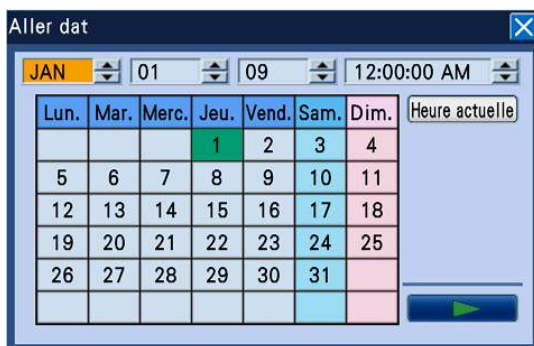 Aller dat
JAN 01 09 12:00:00 AM
Lun. Mar. Merc. Jeu. Vend. Sam. Dim. Heure actuelle
1 2 3 4
5 6 7 8 9 10 11
12 13 14 15 16 17 18
19 20 21 22 23 24 25
26 27 28 29 30 31